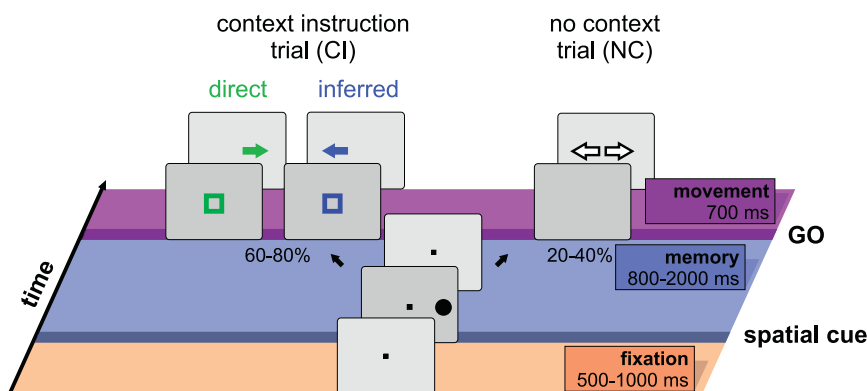 context instruction
trial (CI)
no context
trial (NC)
direct
inferred
movement
700 ms
GO
60-80%
20-40%
memory
800-2000 ms
time
spatial cue
fixation
500-1000 ms